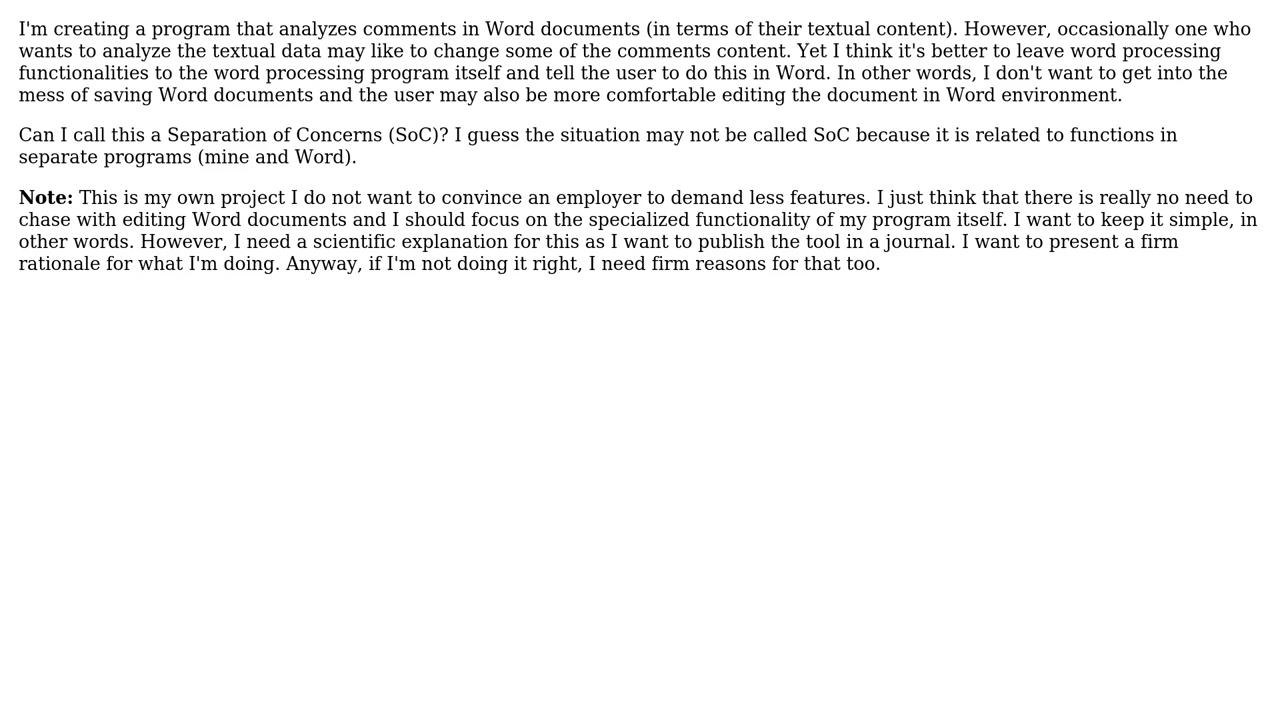 I'm creating a program that analyzes comments in Word documents (in terms of their textual content). However, occasionally one who
wants to analyze the textual data may like to change some of the comments content. Yet I think it's better to leave word processing
functionalities to the word processing program itself and tell the user to do this in Word. In other words, I don't want to get into the
mess of saving Word documents and the user may also be more comfortable editing the document in Word environment.
Can I call this a Separation of Concerns (SoC)? I guess the situation may not be called SoC because it is related to functions in
separate programs (mine and Word).
Note: This is my own project I do not want to convince an employer to demand less features. I just think that there is really no need to
chase with editing Word documents and I should focus on the specialized functionality of my program itself. I want to keep it simple, in
other words. However, I need a scientific explanation for this as I want to publish the tool in a journal. I want to present a firm
rationale for what I'm doing. Anyway, if I'm not doing it right, I need firm reasons for that too.